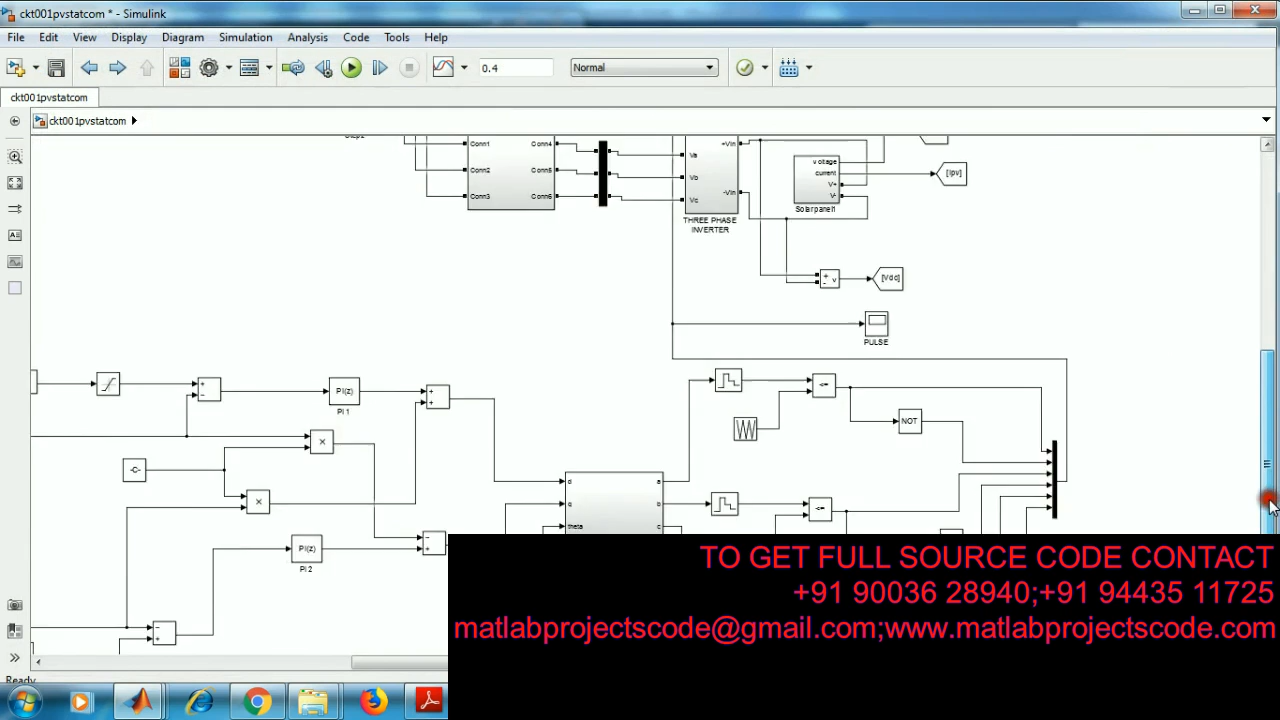 ckt001pvstatcom * - Simulink
File Edit View Display Diagram Simulation Analysis Code Tools Help
0.4 Normal
ckt001pvstatcom
ckt001pvstatcom
Conn1 Conn4
Conn2 Conn5
Conn3 Conn6
Va
Vb
Vc
+Vin
-Vin
THREE PHASE
INVERTER
voltage
current
V+
V-
Solar panel1
[Ipv]
+
-
v
[Vdc]
PULSE
+
-
PI(z)
PI 1
+
+
<=
NOT
×
-C-
×
d
q
theta
a
b
c
<=
PI(z)
PI 2
-
+
-
+
Ready
TO GET FULL SOURCE CODE CONTACT
+91 90036 28940;+91 94435 11725
matlabprojectscode@gmail.com;www.matlabprojectscode.com